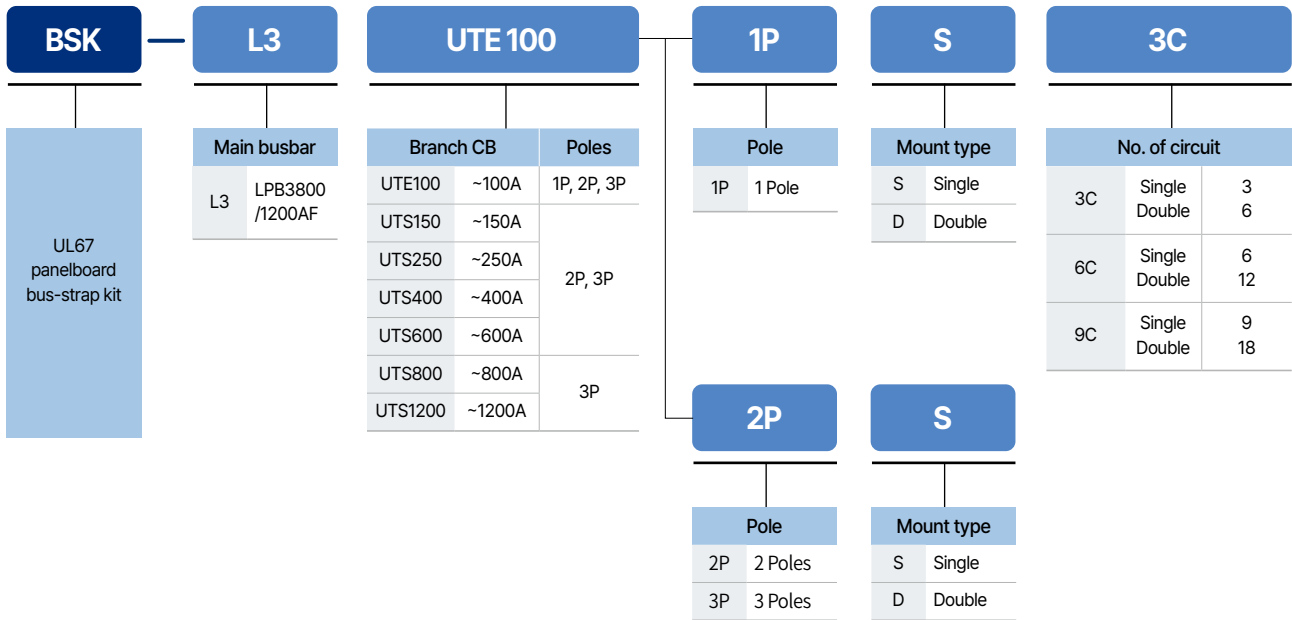 BSK
L3
UTE 100
1P
S
3C
UL67
panelboard
bus-strap kit
Main busbar
L3 LPB3800
/1200AF
Branch CB Poles
UTE100 ~100A 1P, 2P, 3P
UTS150 ~150A
UTS250 ~250A
UTS400 ~400A
UTS600 ~600A
2P, 3P
UTS800 ~800A
UTS1200 ~1200A
3P
Pole
1P 1 Pole
Mount type
S Single
D Double
No. of circuit
3C Single 3
Double 6
6C Single 6
Double 12
9C Single 9
Double 18
2P
S
Pole
2P 2 Poles
3P 3 Poles
Mount type
S Single
D Double